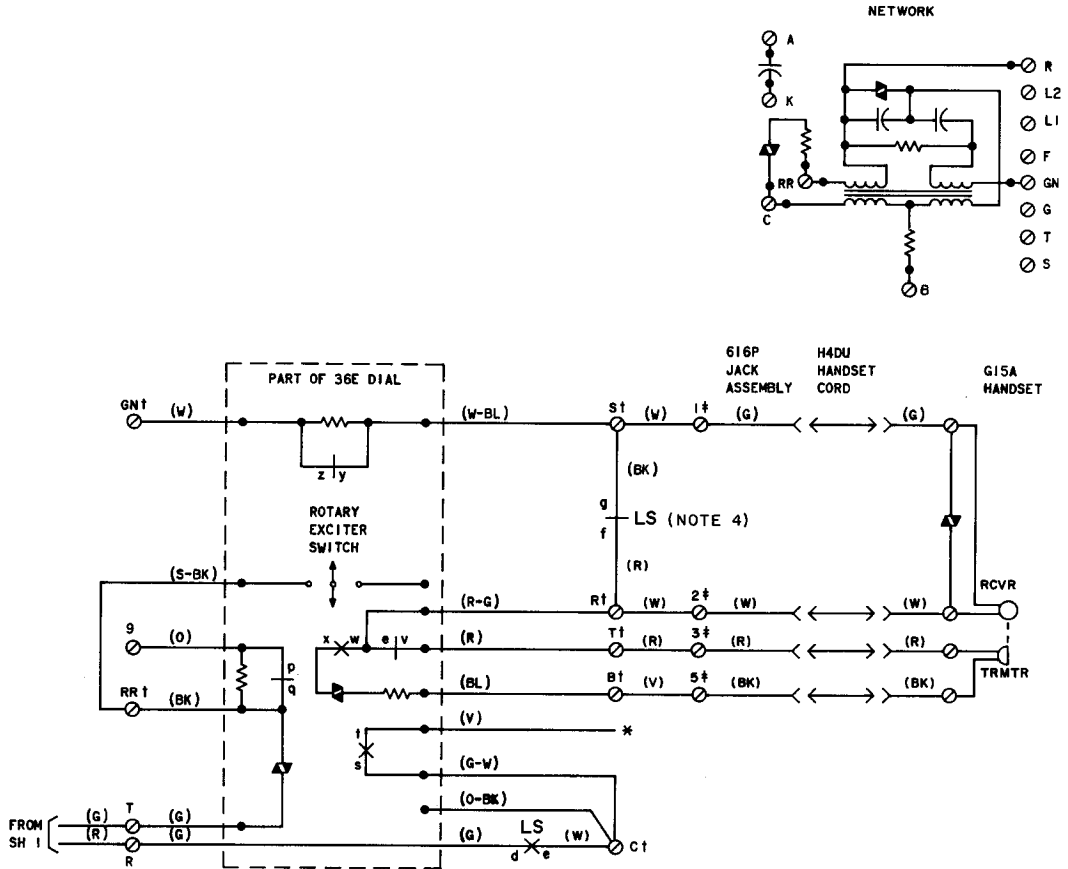 NETWORK
A
K
RR
C
B
R
L2
L1
F
GN
G
T
S
616P
JACK
ASSEMBLY
H4DU
HANDSET
CORD
G15A
HANDSET
PART OF 36E DIAL
GN†
(W)
(W-BL)
S†
(W)
1‡
(G)
(G)
z
y
(BK)
ROTARY
EXCITER
SWITCH
g
LS (NOTE 4)
f
(S-BK)
(R)
RCVR
(R-G)
R†
(W)
2‡
(W)
(W)
9
(O)
x
w
e
v
(R)
T†
(R)
3‡
(R)
(R)
TRMTR
p
q
RR†
(BK)
(BL)
B†
(V)
5‡
(BK)
(BK)
t
(V)
*
s
(G-W)
(O-BK)
FROM
SH 1
(G)
T
(G)
(R)
R
(G)
(G)
LS
d
e
(W)
C†